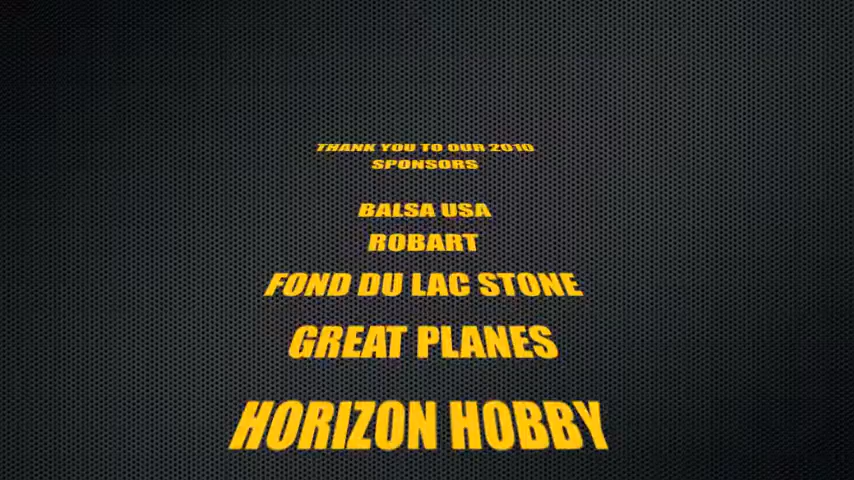 THANK YOU TO OUR 2010
SPONSORS
BALSA USA
ROBART
FOND DU LAC STONE
GREAT PLANES
HORIZON HOBBY